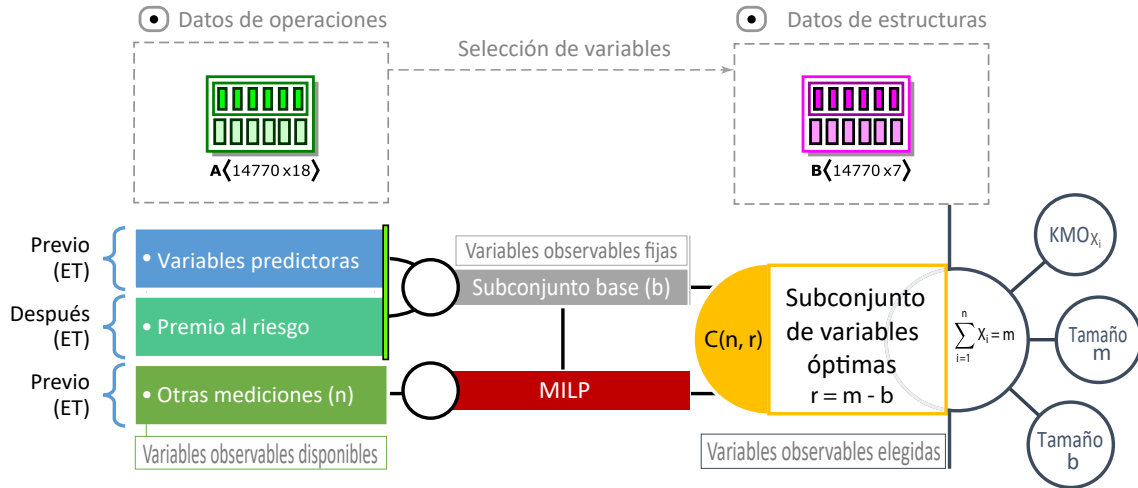 Datos de operaciones
Datos de estructuras
Selección de variables
A⟨14770 x18⟩
B⟨14770 x7⟩
Previo
(ET)
• Variables predictoras
Después
(ET)
• Premio al riesgo
Previo
(ET)
• Otras mediciones (n)
Variables observables disponibles
Variables observables fijas
Subconjunto base (b)
MILP
C(n, r)
Subconjunto
de variables
óptimas
r = m - b
Variables observables elegidas
n
∑ Xᵢ = m
i=1
KMOXᵢ
Tamaño
m
Tamaño
b